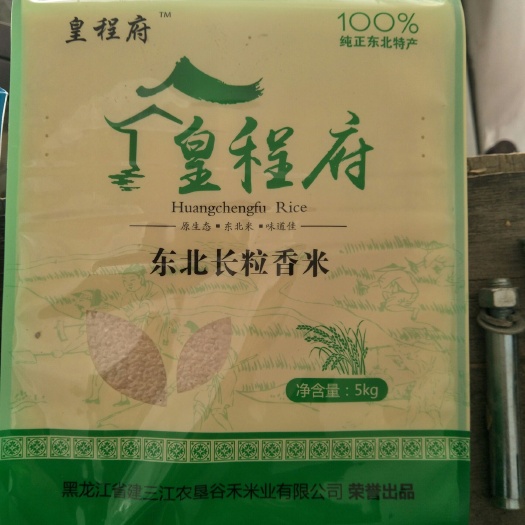 皇程府™
100%
纯正东北特产
皇程府
Huangchengfu Rice
原生态 ▪ 东北米 ▪ 味道佳
东北长粒香米
净含量：5kg
黑龙江省建三江农垦谷禾米业有限公司 荣誉出品